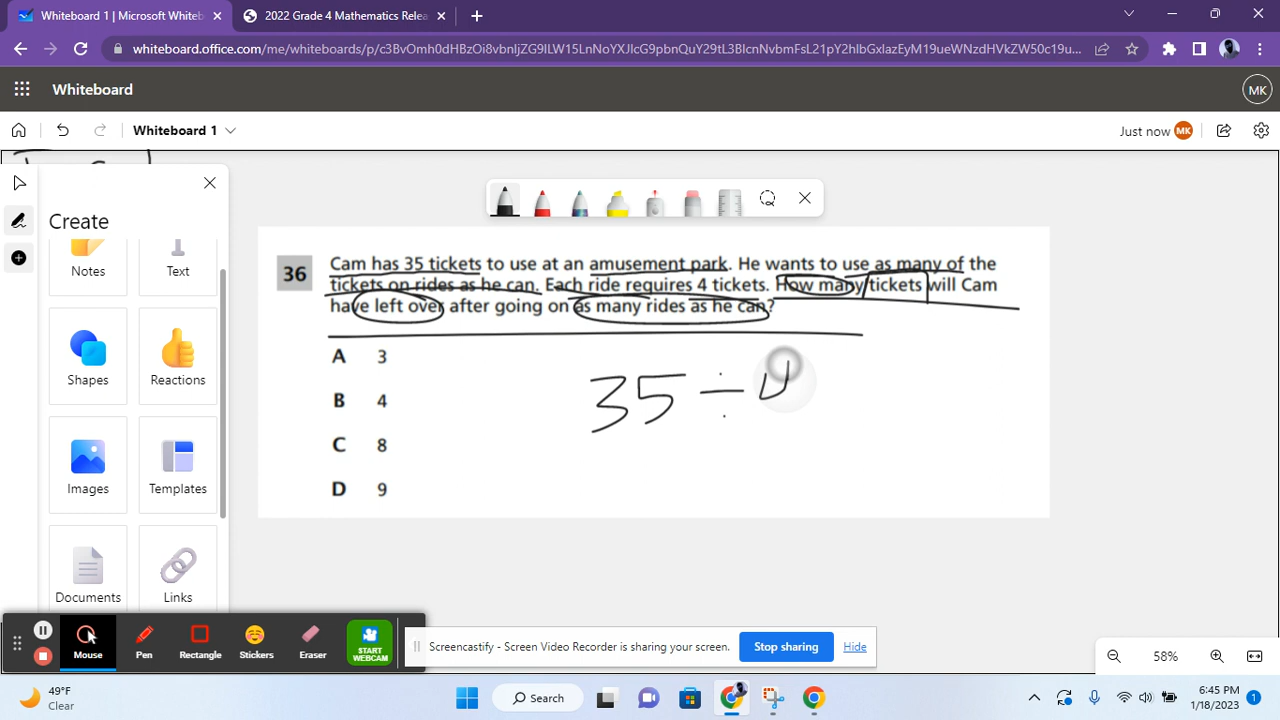 Whiteboard 1 | Microsoft Whiteb
2022 Grade 4 Mathematics Relea
whiteboard.office.com/me/whiteboards/p/c3BvOmh0dHBzOi8vbnljZG9lLW15LnNoYXJlcG9pbnQuY29tL3BlcnNvbmFsL21pY2hlbGxazEyM19ueWNzdHVkZW50c19u...
Whiteboard
MK
Whiteboard 1
Just now MK
Create
Notes
Text
Shapes
Reactions
Images
Templates
Documents
Links
36 Cam has 35 tickets to use at an amusement park. He wants to use as many of the
tickets on rides as he can. Each ride requires 4 tickets. How many tickets will Cam
have left over after going on as many rides as he can?
A 3
B 4
C 8
D 9
35 ÷ 4
Mouse
Pen
Rectangle
Stickers
Eraser
START
WEBCAM
Screencastify - Screen Video Recorder is sharing your screen.
Stop sharing
Hide
58%
49°F
Clear
Search
6:45 PM
1/18/2023
1